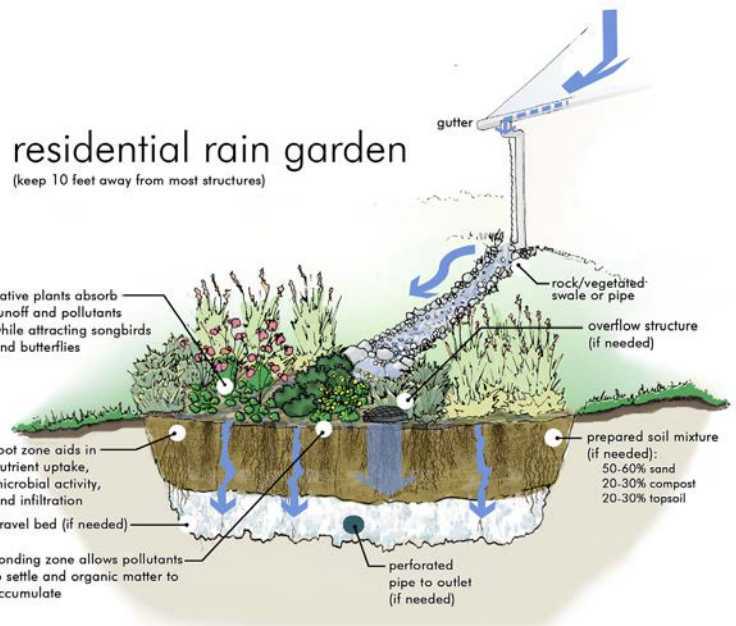 gutter
residential rain garden
(keep 10 feet away from most structures)
rock/vegetated
swale or pipe
overflow structure
(if needed)
ative plants absorb
unoff and pollutants
while attracting songbirds
nd butterflies
oot zone aids in
utrient uptake,
microbial activity,
nd infiltration
prepared soil mixture
(if needed):
50-60% sand
20-30% compost
20-30% topsoil
ravel bed (if needed)
onding zone allows pollutants
o settle and organic matter to
ccumulate
perforated
pipe to outlet
(if needed)